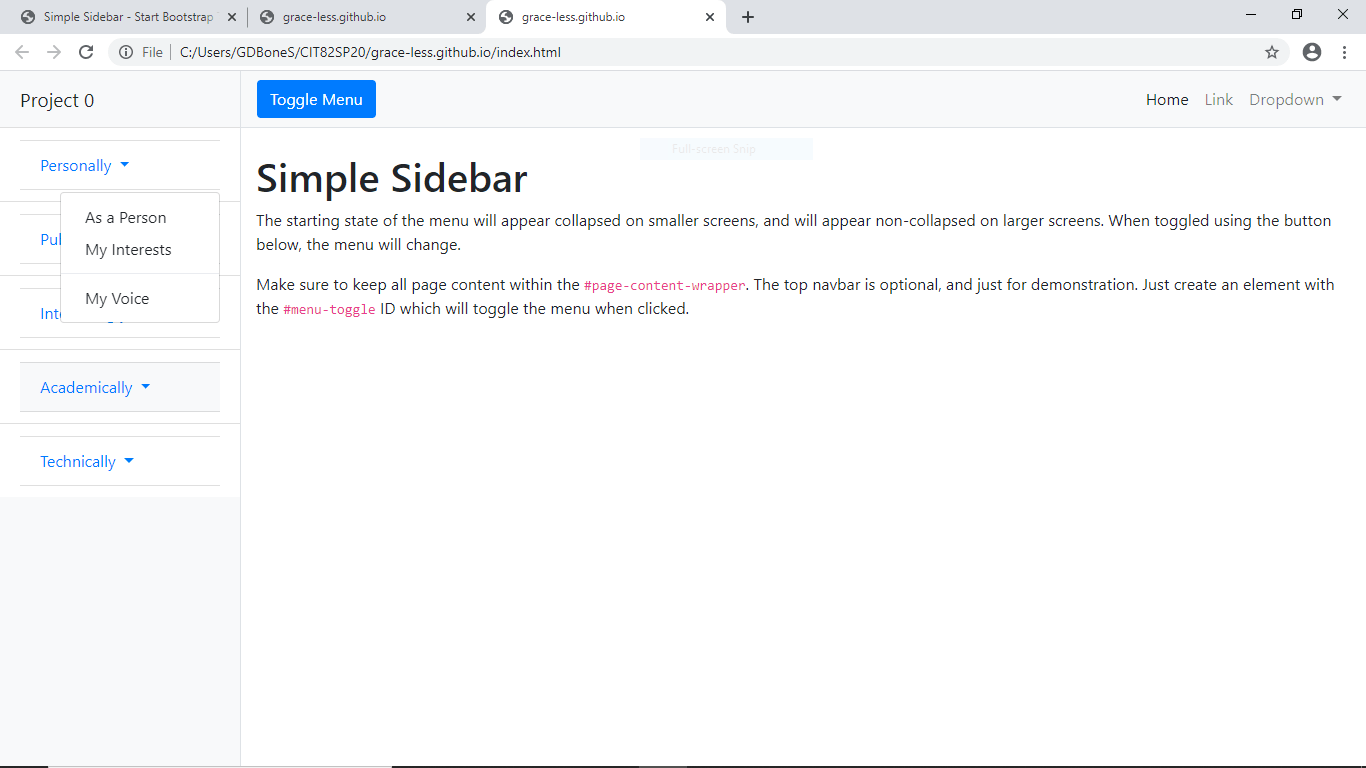 Simple Sidebar - Start Bootstrap
grace-less.github.io
grace-less.github.io
File
C:/Users/GDBoneS/CIT82SP20/grace-less.github.io/index.html
Project 0
Toggle Menu
Home
Link
Dropdown
Personally
As a Person
My Interests
My Voice
Academically
Technically
Full-screen Snip
Simple Sidebar
The starting state of the menu will appear collapsed on smaller screens, and will appear non-collapsed on larger screens. When toggled using the button
below, the menu will change.
Make sure to keep all page content within the #page-content-wrapper. The top navbar is optional, and just for demonstration. Just create an element with
the #menu-toggle ID which will toggle the menu when clicked.